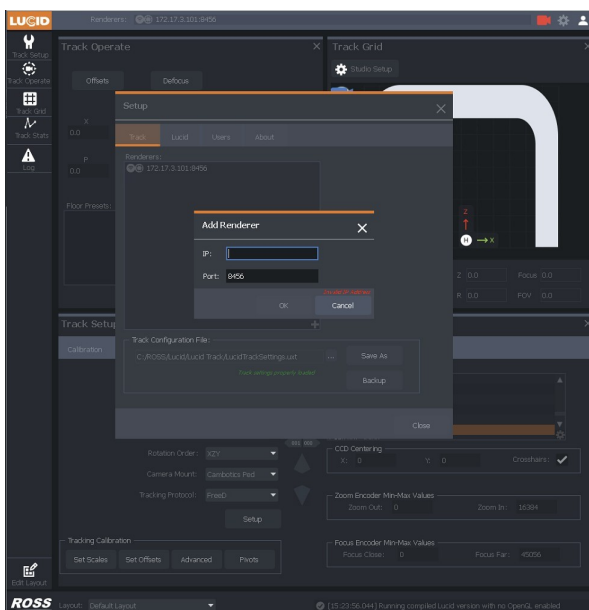 LUCID
Renderers: 172.17.3.101:8456
Track Setup
Track Operate
Track Grid
Track Stats
Log
Edit Layout
Track Operate
Offsets
Defocus
X
0.0
P
0.0
Floor Presets:
Track Grid
Studio Setup
Z
H
X
Z 0.0
Focus 0.0
R 0.0
FOV 0.0
Setup
Track
Lucid
Users
About
Renderers:
172.17.3.101:8456
Add Renderer
IP:
Port: 8456
OK
Cancel
Track Configuration File:
C:/ROSS/Lucid/Lucid Track/LucidTrackSettings.uxt
...
Save As
Track settings properly loaded
Backup
Close
Track Setup
Calibration
Rotation Order: XZY
Camera Mount: Cambotics Ped
Tracking Protocol: FreeD
Setup
Tracking Calibration
Set Scales
Set Offsets
Advanced
Pivots
CCD Centering
X: 0
Y: 0
Crosshairs:
Zoom Encoder Min-Max Values
Zoom Out: 0
Zoom In: 16384
Focus Encoder Min-Max Values
Focus Close: 0
Focus Far: 45056
ROSS
Layout: Default Layout
[15:23:56.044] Running compiled Lucid version with no OpenGL enabled